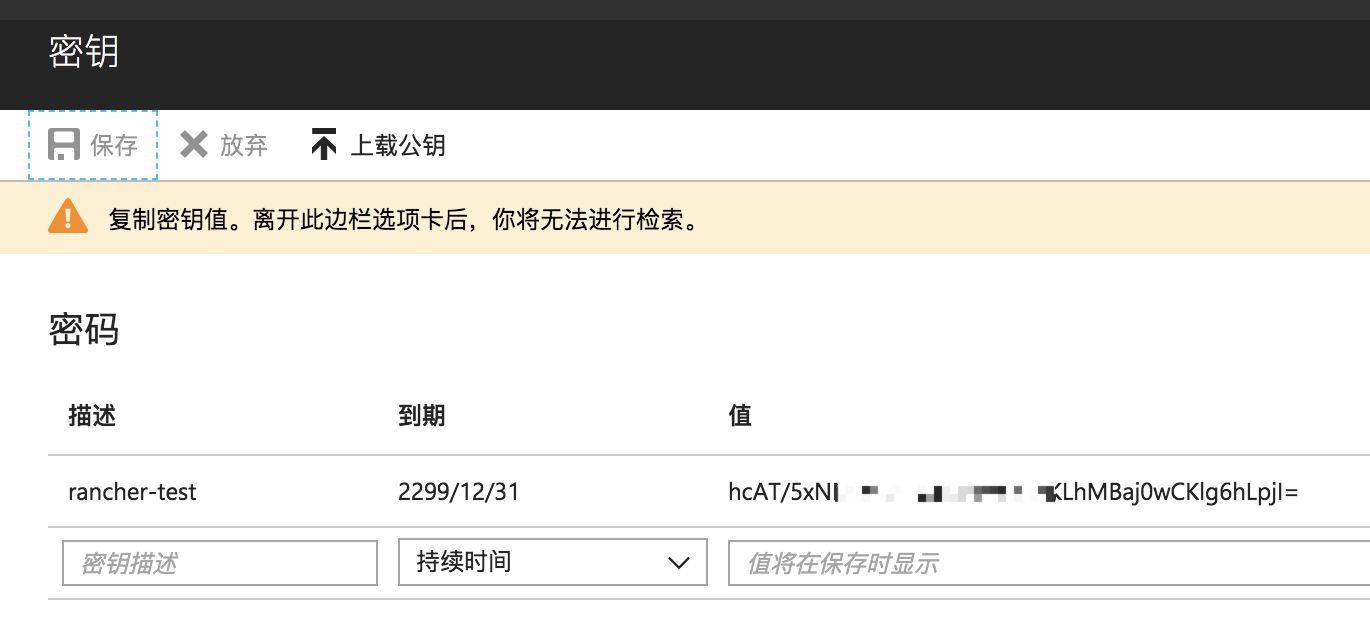 密钥
保存 放弃 上载公钥
复制密钥值。离开此边栏选项卡后，你将无法进行检索。
密码
描述 到期 值
rancher-test 2299/12/31 hcAT/5xN KLhMBaj0wCKlg6hLpjI=
密钥描述 持续时间 值将在保存时显示